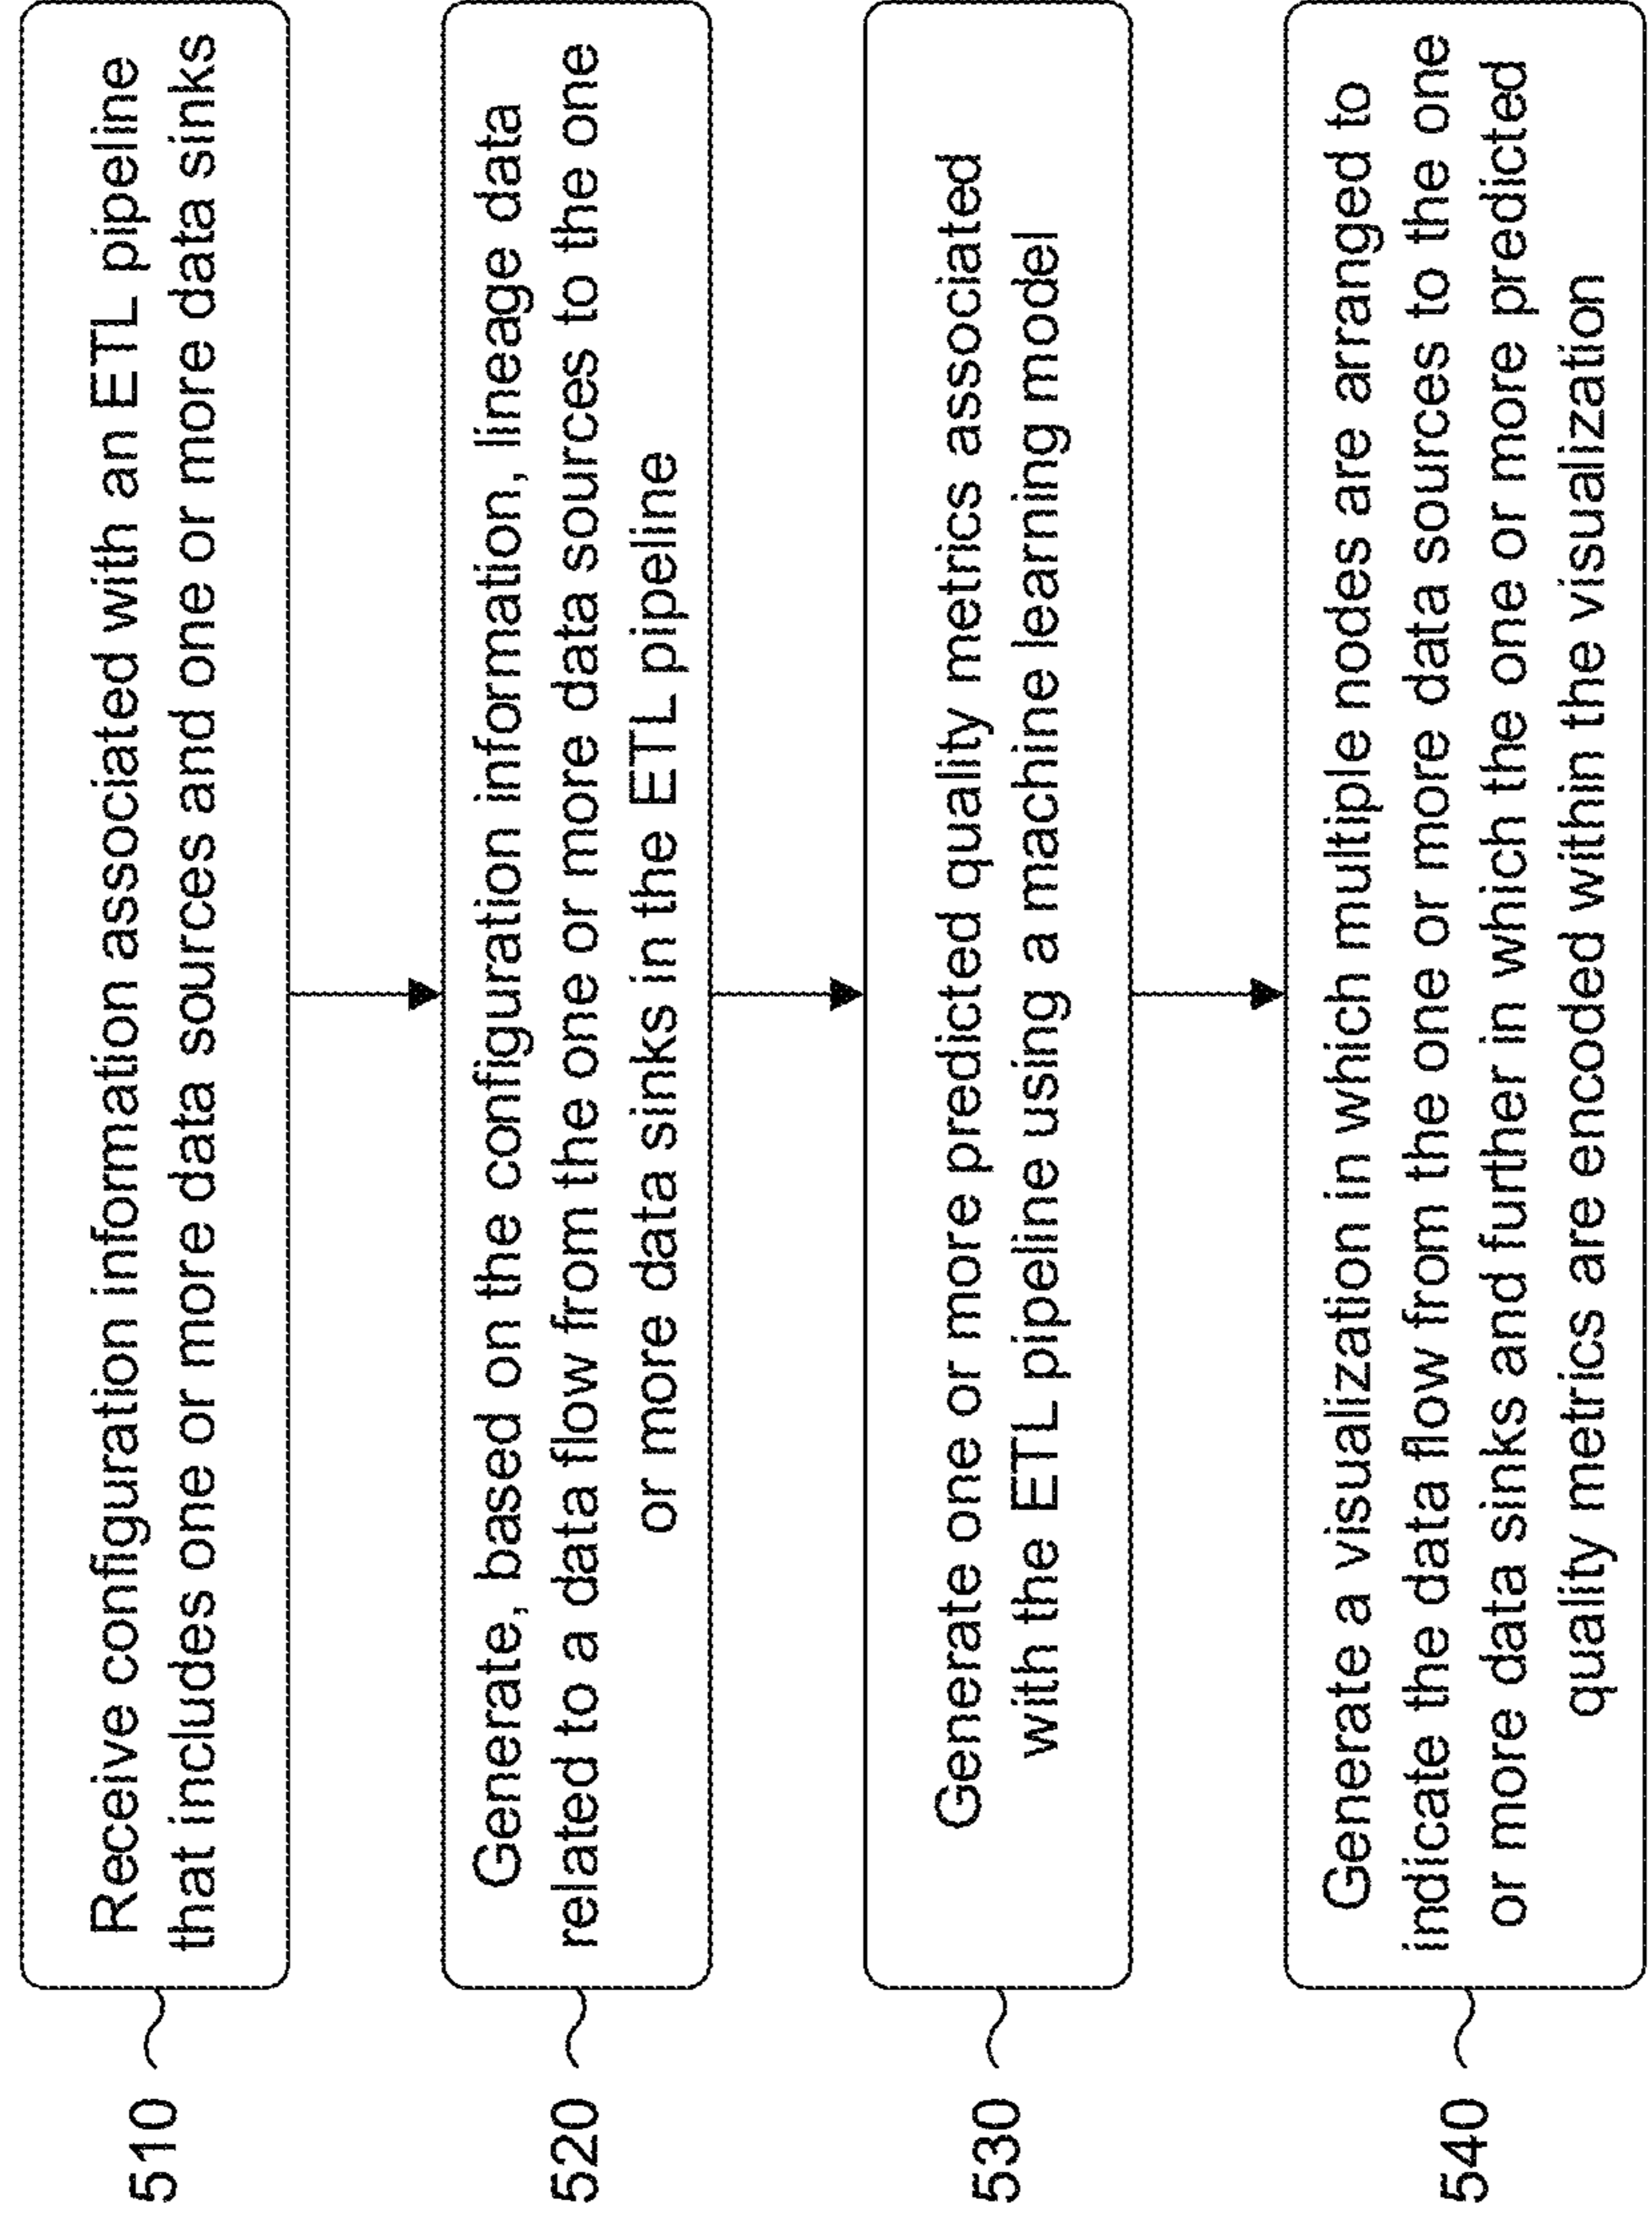 510
Receive configuration information associated with an ETL pipeline
that includes one or more data sources and one or more data sinks
520
Generate, based on the configuration information, lineage data
related to a data flow from the one or more data sources to the one
or more data sinks in the ETL pipeline
530
Generate one or more predicted quality metrics associated
with the ETL pipeline using a machine learning model
540
Generate a visualization in which multiple nodes are arranged to
indicate the data flow from the one or more data sources to the one
or more data sinks and further in which the one or more predicted
quality metrics are encoded within the visualization